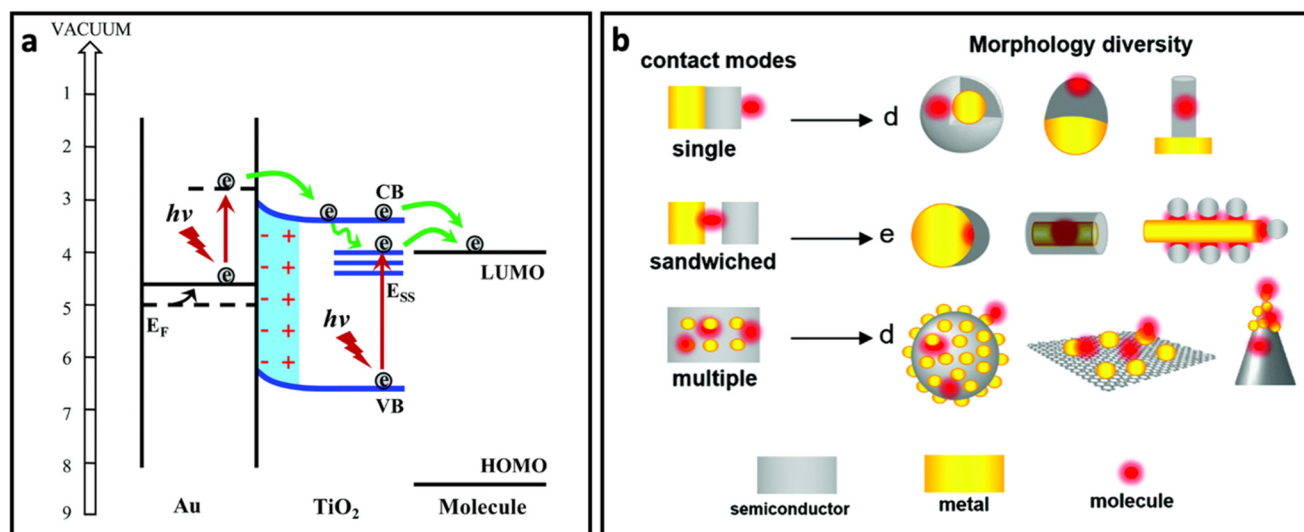 a
VACUUM
1
2
3
4
5
6
7
8
9
hν
e
e
e
e
e
e
e
CB
E_SS
E_F
- +
- +
- +
- +
- +
hν
VB
LUMO
HOMO
Au
TiO₂
Molecule
b
Morphology diversity
contact modes
single
d
sandwiched
e
multiple
d
semiconductor
metal
molecule